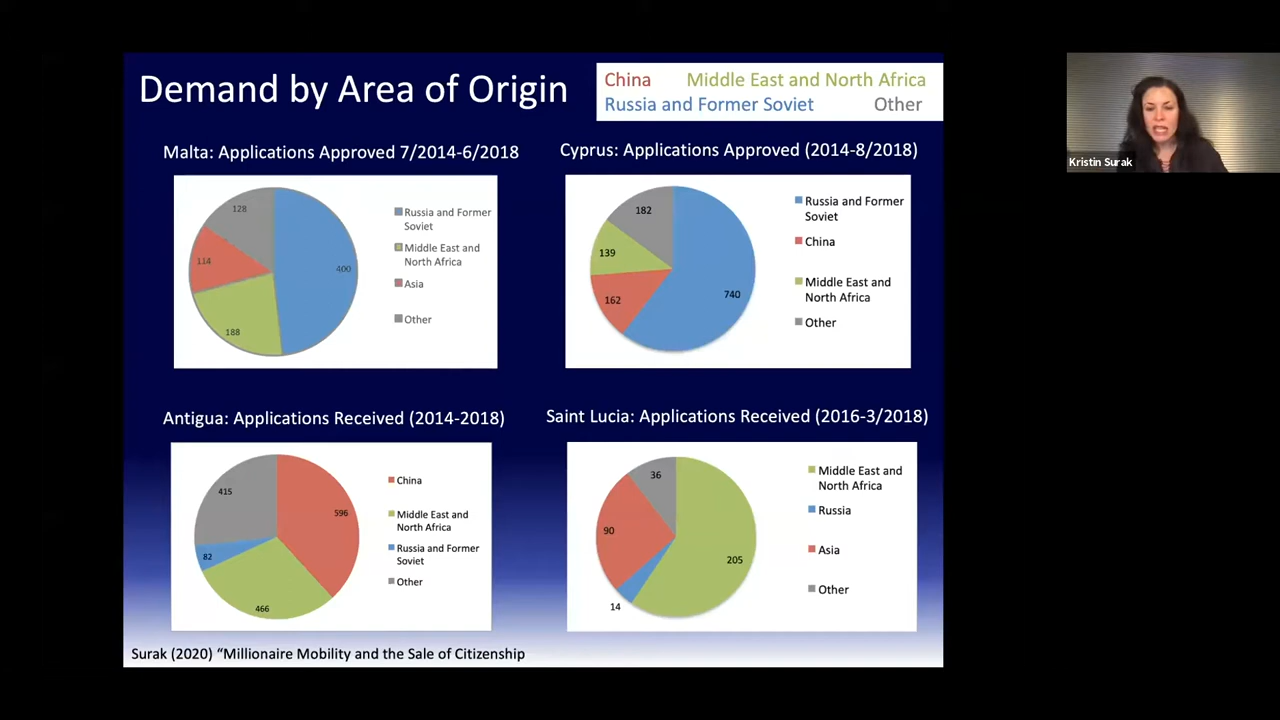 Demand by Area of Origin
China Middle East and North Africa
Russia and Former Soviet Other
Kristin Surak
Malta: Applications Approved 7/2014-6/2018
128
114
400
188
Russia and Former
Soviet
Middle East and
North Africa
Asia
Other
Cyprus: Applications Approved (2014-8/2018)
182
139
162
740
Russia and Former
Soviet
China
Middle East and
North Africa
Other
Antigua: Applications Received (2014-2018)
415
596
82
466
China
Middle East and
North Africa
Russia and Former
Soviet
Other
Saint Lucia: Applications Received (2016-3/2018)
36
90
205
14
Middle East and
North Africa
Russia
Asia
Other
Surak (2020) “Millionaire Mobility and the Sale of Citizenship